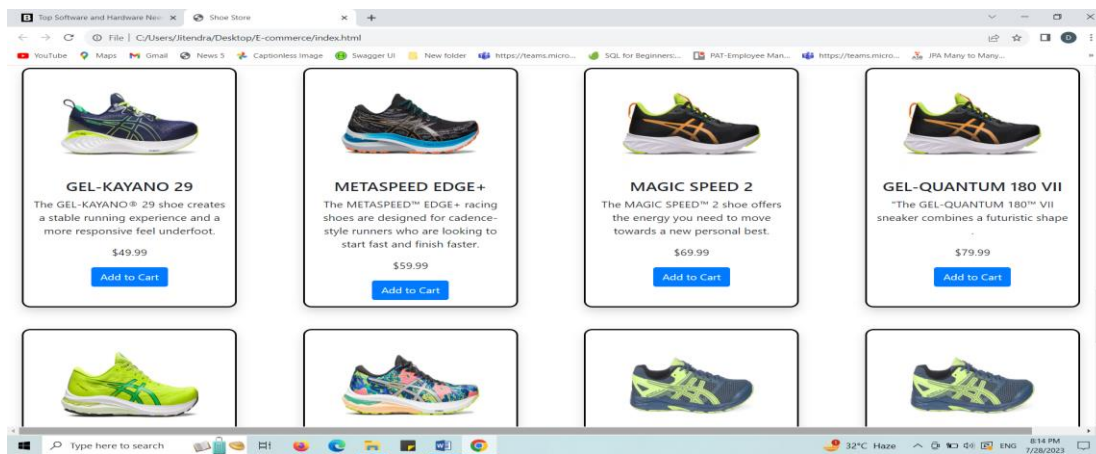 Top Software and Hardware New
Shoe Store
File | C:/Users/Jitendra/Desktop/E-commerce/index.html
D
YouTube Maps Gmail News 5 Captionless Image Swagger UI New folder https://teams.micro... SQL for Beginners:... PAT-Employee Man... https://teams.micro... JPA Many to Many...
GEL-KAYANO 29
The GEL-KAYANO® 29 shoe creates
a stable running experience and a
more responsive feel underfoot.
$49.99
Add to Cart
METASPEED EDGE+
The METASPEED™ EDGE+ racing
shoes are designed for cadence-
style runners who are looking to
start fast and finish faster.
$59.99
Add to Cart
MAGIC SPEED 2
The MAGIC SPEED™ 2 shoe offers
the energy you need to move
towards a new personal best.
$69.99
Add to Cart
GEL-QUANTUM 180 VII
"The GEL-QUANTUM 180™ VII
sneaker combines a futuristic shape
.
$79.99
Add to Cart
Type here to search
32°C Haze
ENG
8:14 PM
7/28/2023